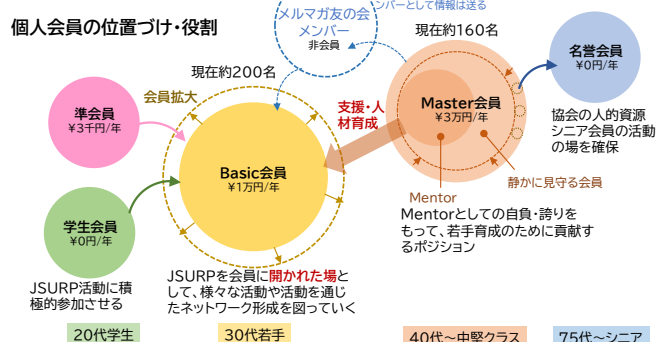 ンバーとして情報は送る
個人会員の位置づけ・役割
メルマガ友の会
メンバー
非会員
現在約160名
名誉会員
¥0円/年
現在約200名
会員拡大
準会員
¥3千円/年
支援・人
材育成
Master会員
¥3万円/年
協会の人的資源
シニア会員の活動
の場を確保
Basic会員
¥1万円/年
静かに見守る会員
Mentor
Mentorとしての自負・誇りを
もって、若手育成のために貢献す
るポジション
学生会員
¥0円/年
JSURP活動に積
極的参加させる
JSURPを会員に開かれた場と
して、様々な活動や活動を通じ
たネットワーク形成を図っていく
20代学生
30代若手
40代～中堅クラス
75代～シニア